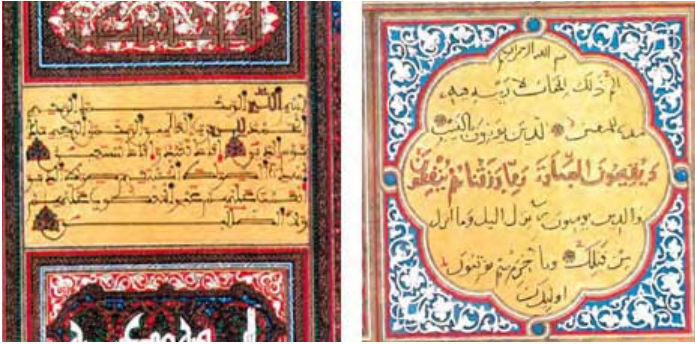 بسم الله الرحمن الرحيم
الحمد لله رب العلمين الرحمن الرحيم ملك
يوم الدين اياك نعبد واياك نستعين
اهدنا الصراط المستقيم صراط الذين
انعمت عليهم غير المغضوب عليهم
ولا الضالين
بسم الله الرحمن الرحيم
الم ذلك الكتاب لا ريب فيه
هدى للمتقين الذين يؤمنون بالغيب
ويقيمون الصلاة ومما رزقناهم ينفقون
والذين يؤمنون بما انزل اليك وما انزل
من قبلك وبالاخرة هم يوقنون
اولئك